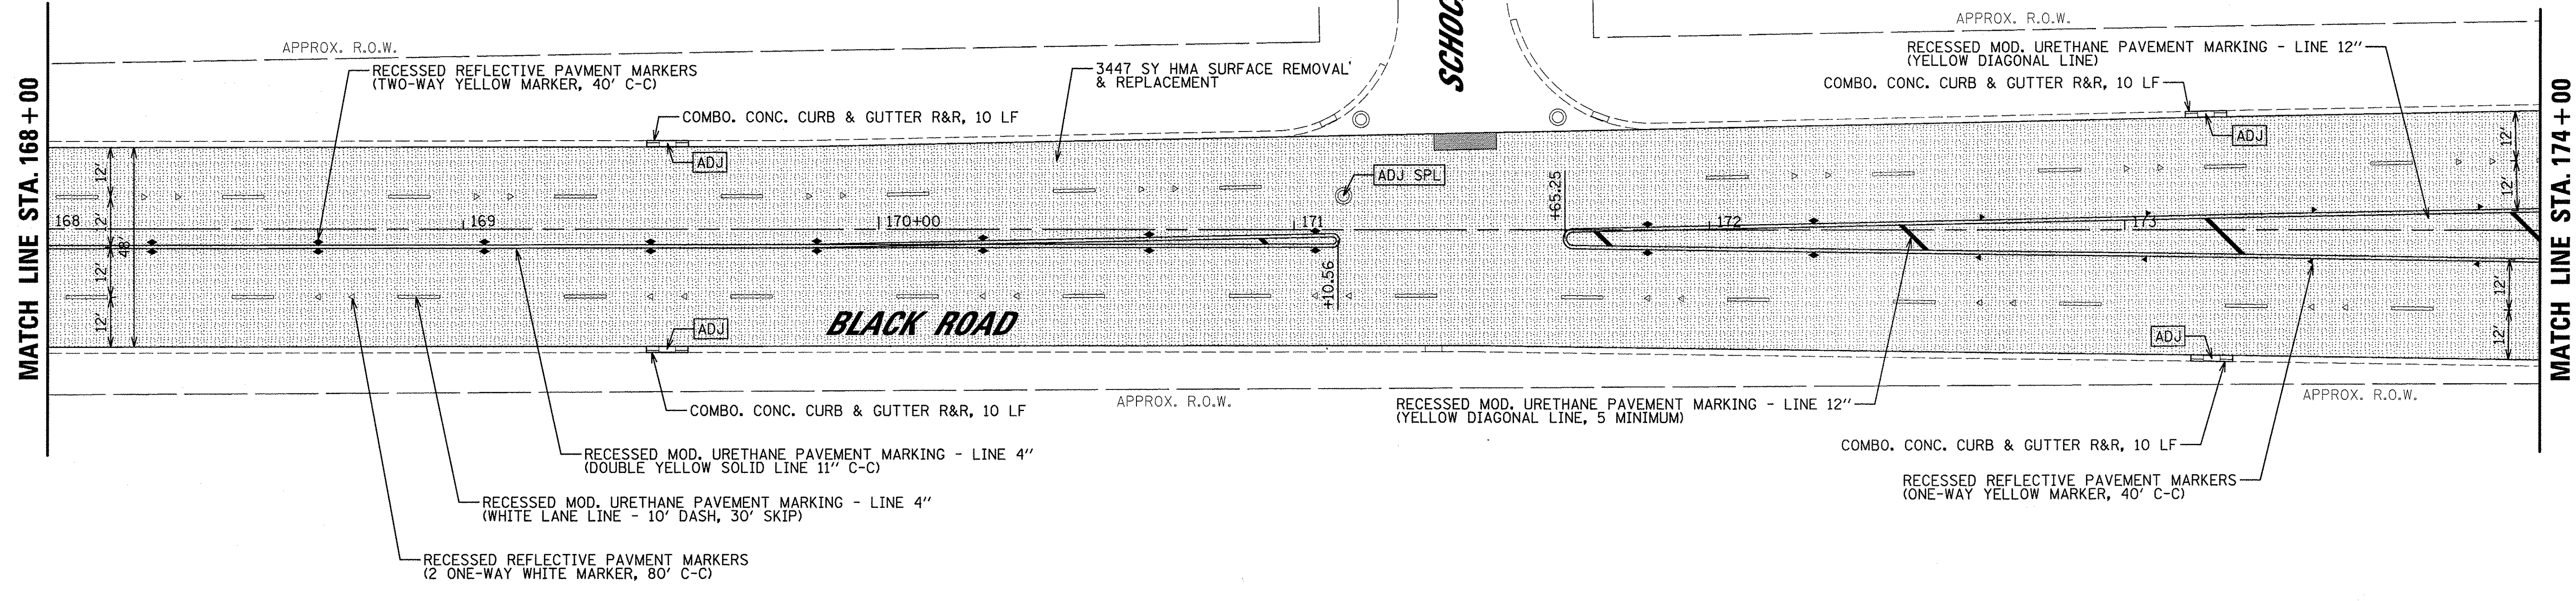 MATCH LINE STA. 168+00
APPROX. R.O.W.
RECESSED REFLECTIVE PAVMENT MARKERS
(TWO-WAY YELLOW MARKER, 40' C-C)
COMBO. CONC. CURB & GUTTER R&R, 10 LF
ADJ
3447 SY HMA SURFACE REMOVAL
& REPLACEMENT
ADJ SPL
APPROX. R.O.W.
RECESSED MOD. URETHANE PAVEMENT MARKING - LINE 12"
(YELLOW DIAGONAL LINE)
COMBO. CONC. CURB & GUTTER R&R, 10 LF
ADJ
MATCH LINE STA. 174+00
12'
2'
48'
12'
12'
168
169
170+00
171
+10.56
+65.25
172
173
12'
12'
12'
12'
BLACK ROAD
ADJ
ADJ
COMBO. CONC. CURB & GUTTER R&R, 10 LF
APPROX. R.O.W.
RECESSED MOD. URETHANE PAVEMENT MARKING - LINE 12"
(YELLOW DIAGONAL LINE, 5 MINIMUM)
APPROX. R.O.W.
COMBO. CONC. CURB & GUTTER R&R, 10 LF
RECESSED MOD. URETHANE PAVEMENT MARKING - LINE 4"
(DOUBLE YELLOW SOLID LINE 11" C-C)
RECESSED REFLECTIVE PAVEMENT MARKERS
(ONE-WAY YELLOW MARKER, 40' C-C)
RECESSED MOD. URETHANE PAVEMENT MARKING - LINE 4"
(WHITE LANE LINE - 10' DASH, 30' SKIP)
RECESSED REFLECTIVE PAVMENT MARKERS
(2 ONE-WAY WHITE MARKER, 80' C-C)